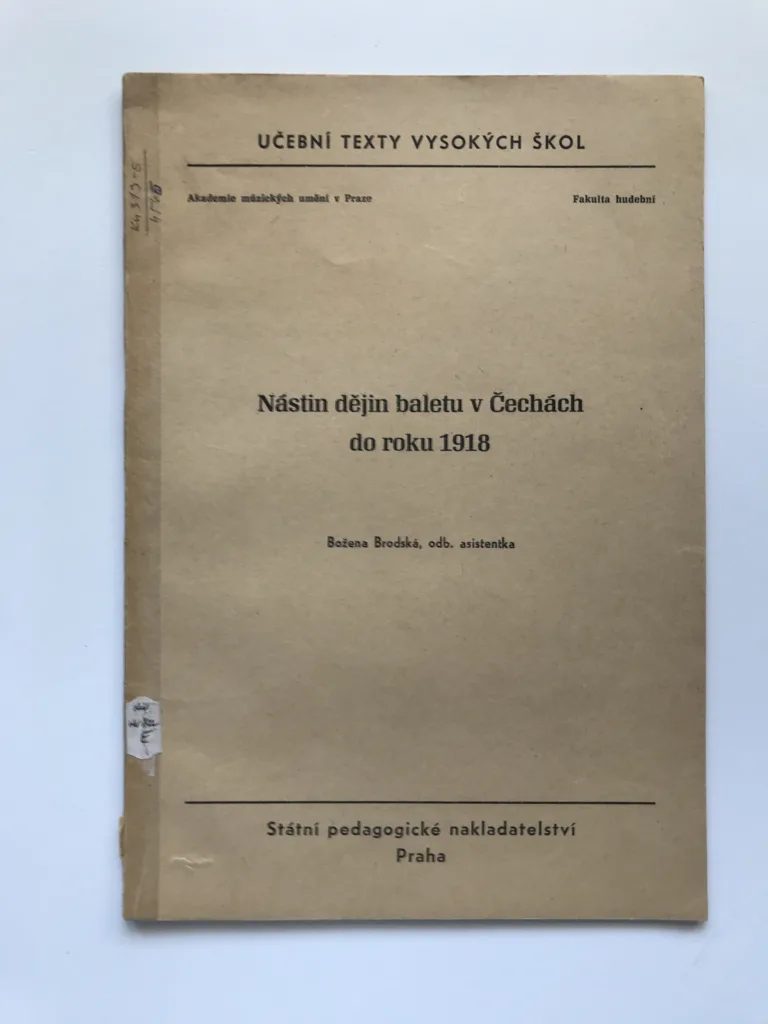 UČEBNÍ TEXTY VYSOKÝCH ŠKOL
Akademie múzických umění v Praze
Fakulta hudební
Nástin dějin baletu v Čechách
do roku 1918
Božena Brodská, odb. asistentka
Státní pedagogické nakladatelství
Praha